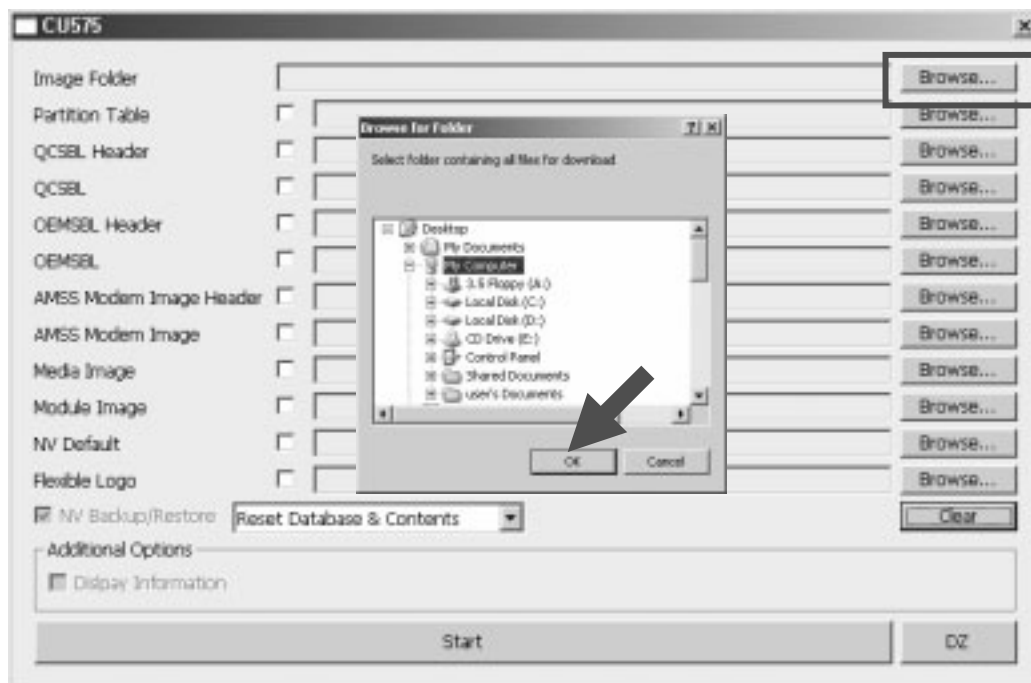 CU575
Image Folder Browse...
Partition Table Browse...
Browse for Folder
QCSBL Header Browse...
Select folder containing all files for download
QCSBL Browse...
OEMSBL Header Browse...
Desktop
My Documents
OEMSBL Browse...
My Computer
3.5 Floppy (A:)
AMSS Modem Image Header Browse...
Local Disk (C:)
Local Disk (D:)
AMSS Modem Image Browse...
CD Drive (E:)
Control Panel
Media Image Browse...
Shared Documents
user's Documents
Module Image Browse...
NV Default Browse...
OK Cancel
Flexible Logo Browse...
NV Backup/Restore Reset Database & Contents Clear
Additional Options
Dislpay Information
Start DZ